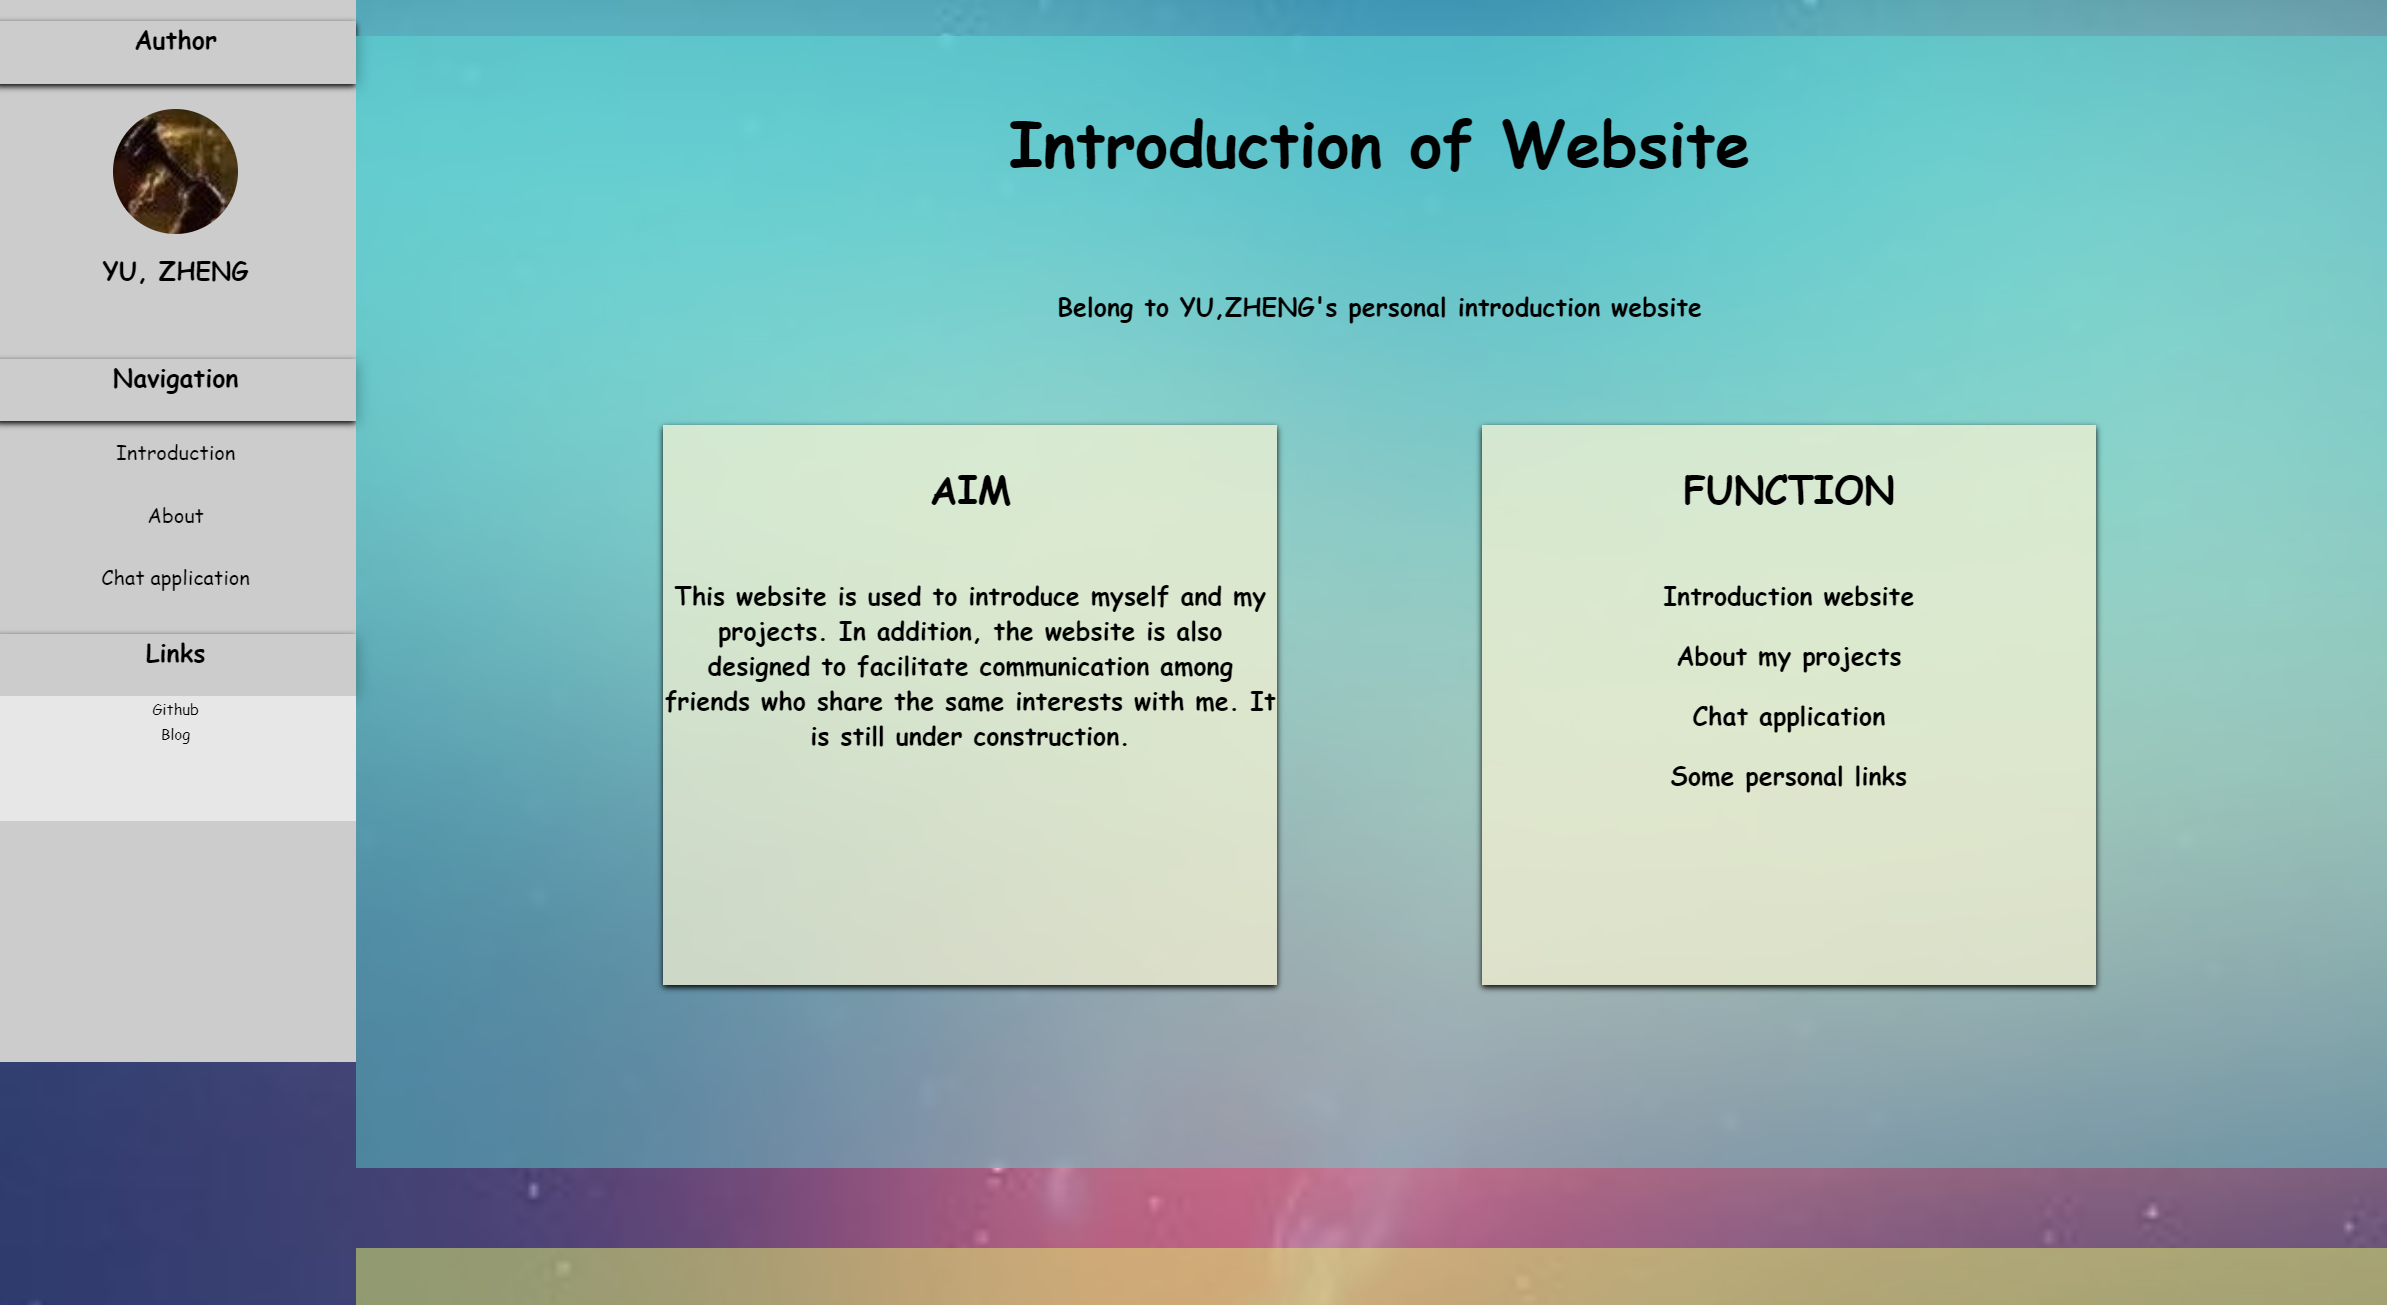 Author
YU, ZHENG
Navigation
Introduction
About
Chat application
Links
Github
Blog
Introduction of Website
Belong to YU,ZHENG's personal introduction website
AIM
This website is used to introduce myself and my
projects. In addition, the website is also
designed to facilitate communication among
friends who share the same interests with me. It
is still under construction.
FUNCTION
Introduction website
About my projects
Chat application
Some personal links